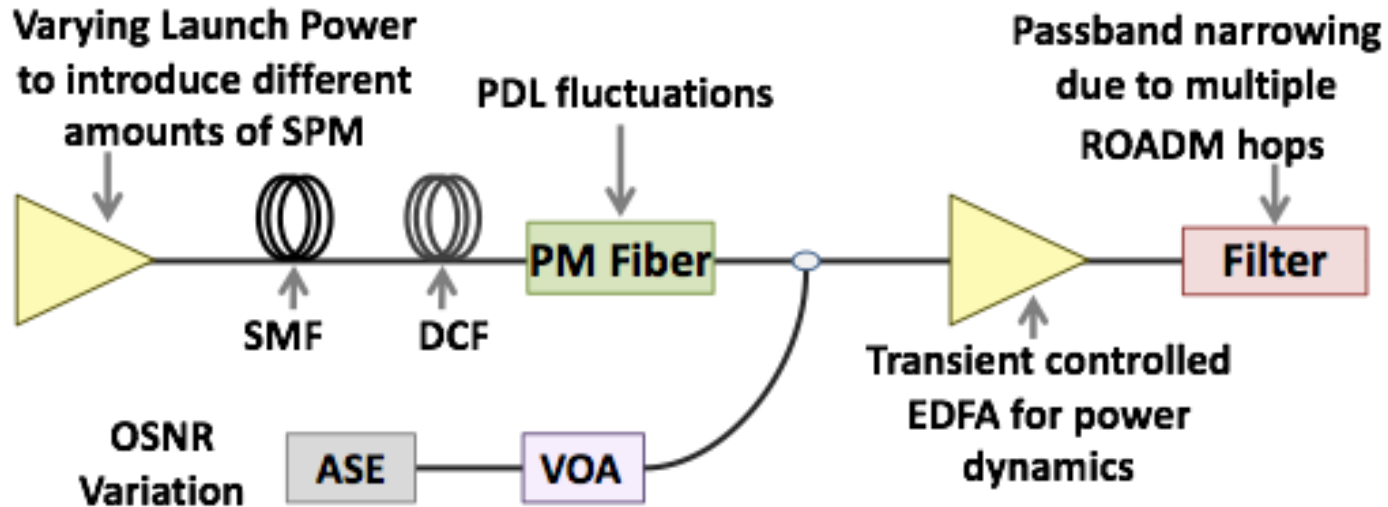 Varying Launch Power
to introduce different
amounts of SPM
PDL fluctuations
Passband narrowing
due to multiple
ROADM hops
PM Fiber
Filter
SMF
DCF
Transient controlled
EDFA for power
dynamics
OSNR
Variation
ASE
VOA